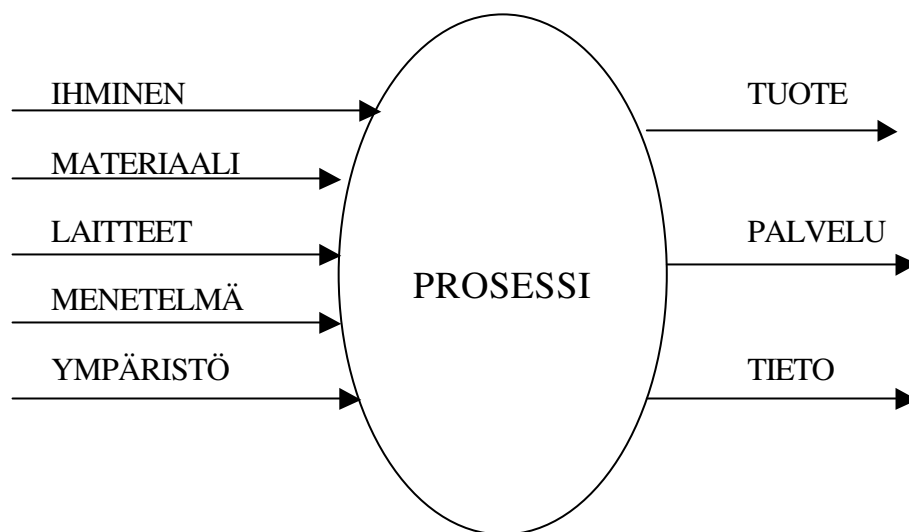 IHMINEN
MATERIAALI
LAITTEET
MENETELMÄ
YMPÄRISTÖ
PROSESSI
TUOTE
PALVELU
TIETO